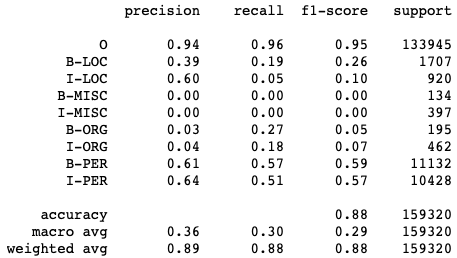 precision recall f1-score support
O 0.94 0.96 0.95 133945
B-LOC 0.39 0.19 0.26 1707
I-LOC 0.60 0.05 0.10 920
B-MISC 0.00 0.00 0.00 134
I-MISC 0.00 0.00 0.00 397
B-ORG 0.03 0.27 0.05 195
I-ORG 0.04 0.18 0.07 462
B-PER 0.61 0.57 0.59 11132
I-PER 0.64 0.51 0.57 10428
accuracy 0.88 159320
macro avg 0.36 0.30 0.29 159320
weighted avg 0.89 0.88 0.88 159320